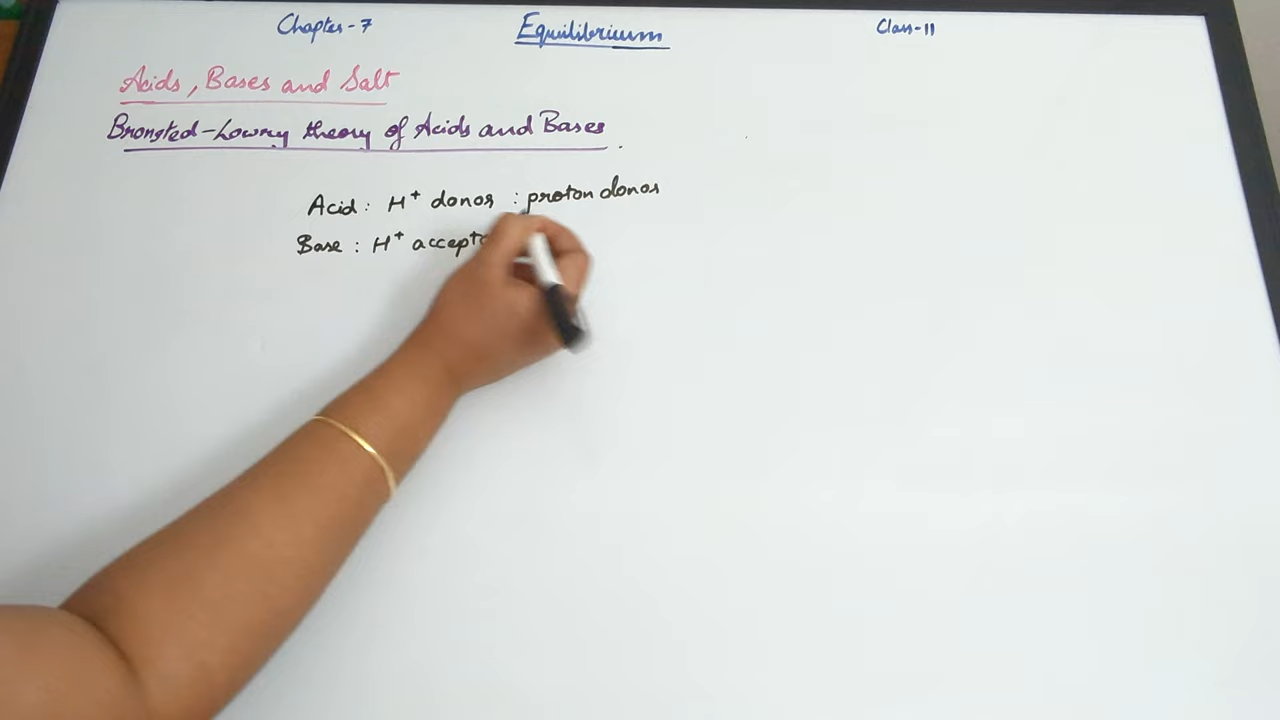 Chapter-7 Equilibrium Class-11
Acids, Bases and Salt
Bronsted-Lowry theory of Acids and Bases.
Acid: H⁺ donor : proton donor
Base : H⁺